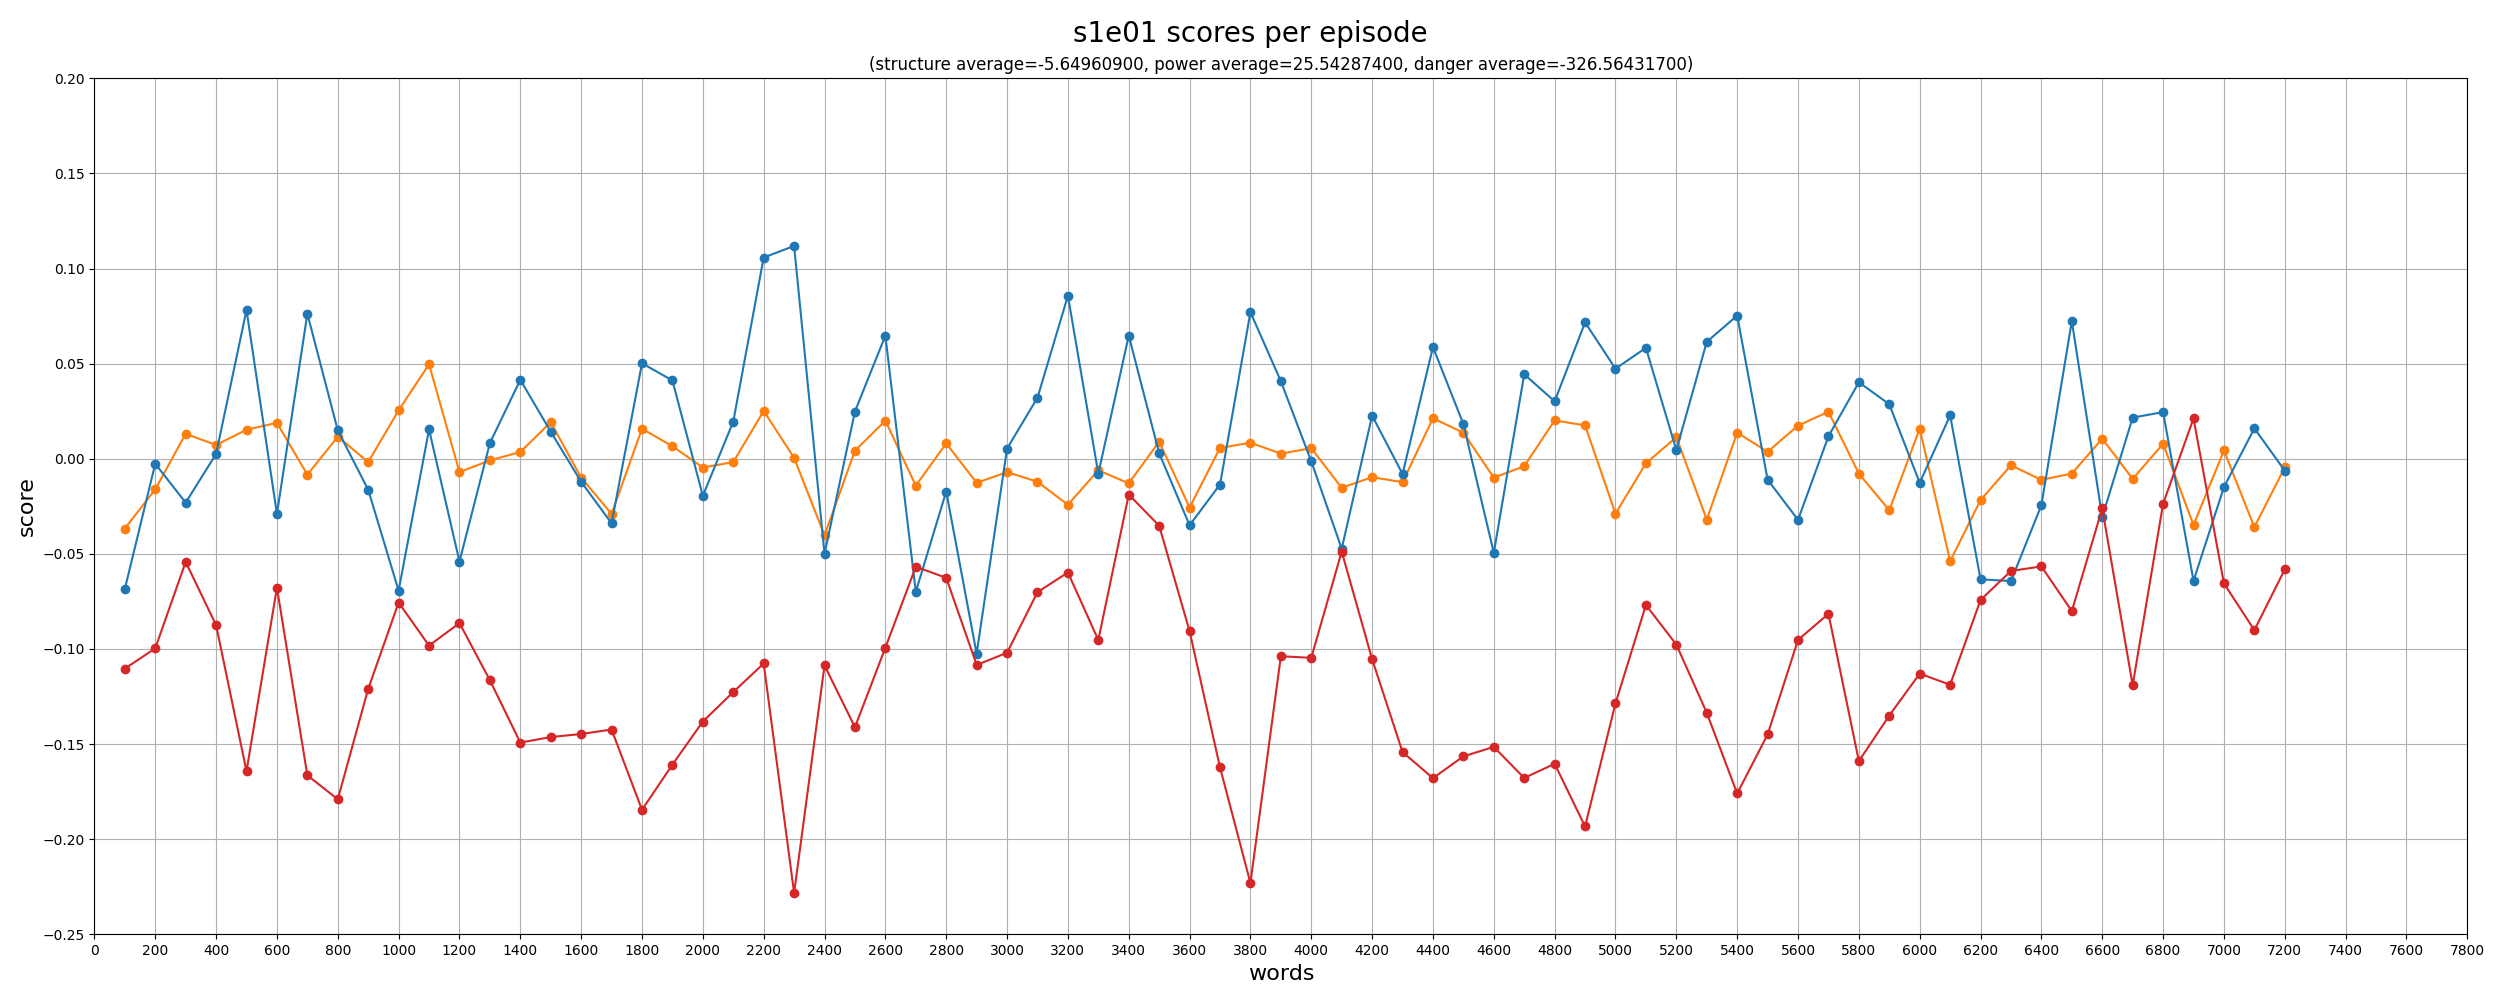 s1e01 scores per episode
(structure average=-5.64960900, power average=25.54287400, danger average=-326.56431700)
0.20
0.15
0.10
0.05
0.00
−0.05
−0.10
−0.15
−0.20
−0.25
score
0 200 400 600 800 1000 1200 1400 1600 1800 2000 2200 2400 2600 2800 3000 3200 3400 3600 3800 4000 4200 4400 4600 4800 5000 5200 5400 5600 5800 6000 6200 6400 6600 6800 7000 7200 7400 7600 7800
words